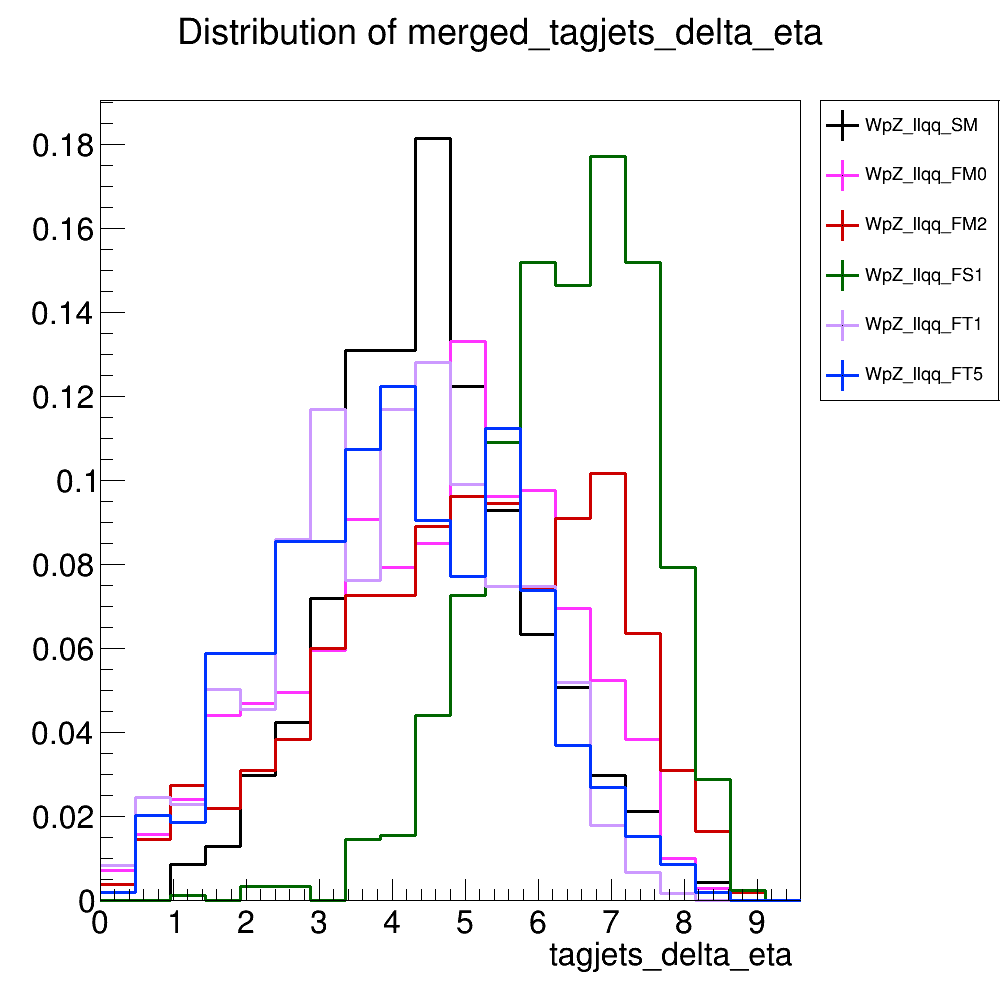 Distribution of merged_tagjets_delta_eta
0.18
0.16
0.14
0.12
0.1
0.08
0.06
0.04
0.02
0
0 1 2 3 4 5 6 7 8 9
tagjets_delta_eta
WpZ_llqq_SM
WpZ_llqq_FM0
WpZ_llqq_FM2
WpZ_llqq_FS1
WpZ_llqq_FT1
WpZ_llqq_FT5